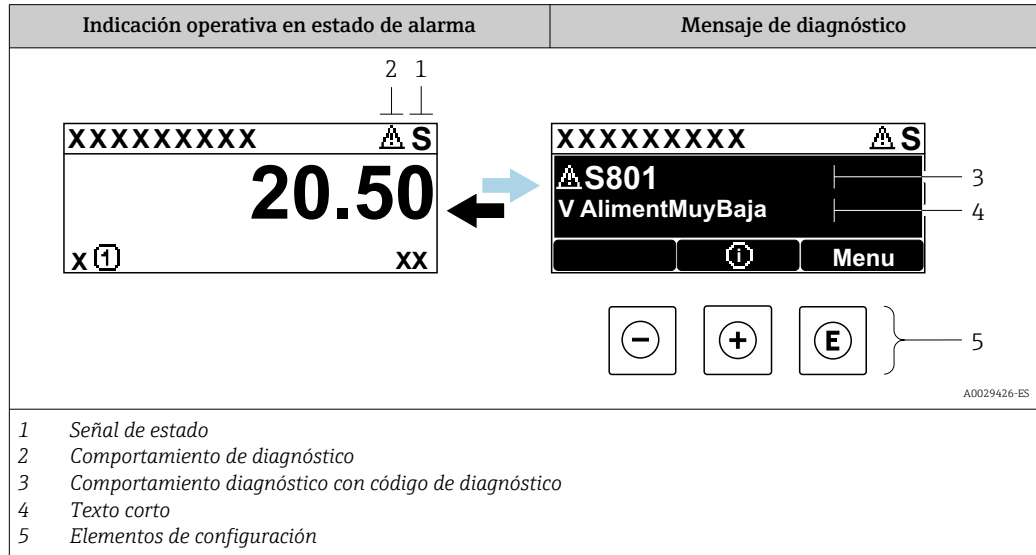 Indicación operativa en estado de alarma Mensaje de diagnóstico
2 1
XXXXXXXXX ⚠ S
20.50
x 1 XX
XXXXXXXXX ⚠ S
⚠ S801
V AlimentMuyBaja
i Menu
3
4
− + E
5
A0029426-ES
1 Señal de estado
2 Comportamiento de diagnóstico
3 Comportamiento diagnóstico con código de diagnóstico
4 Texto corto
5 Elementos de configuración